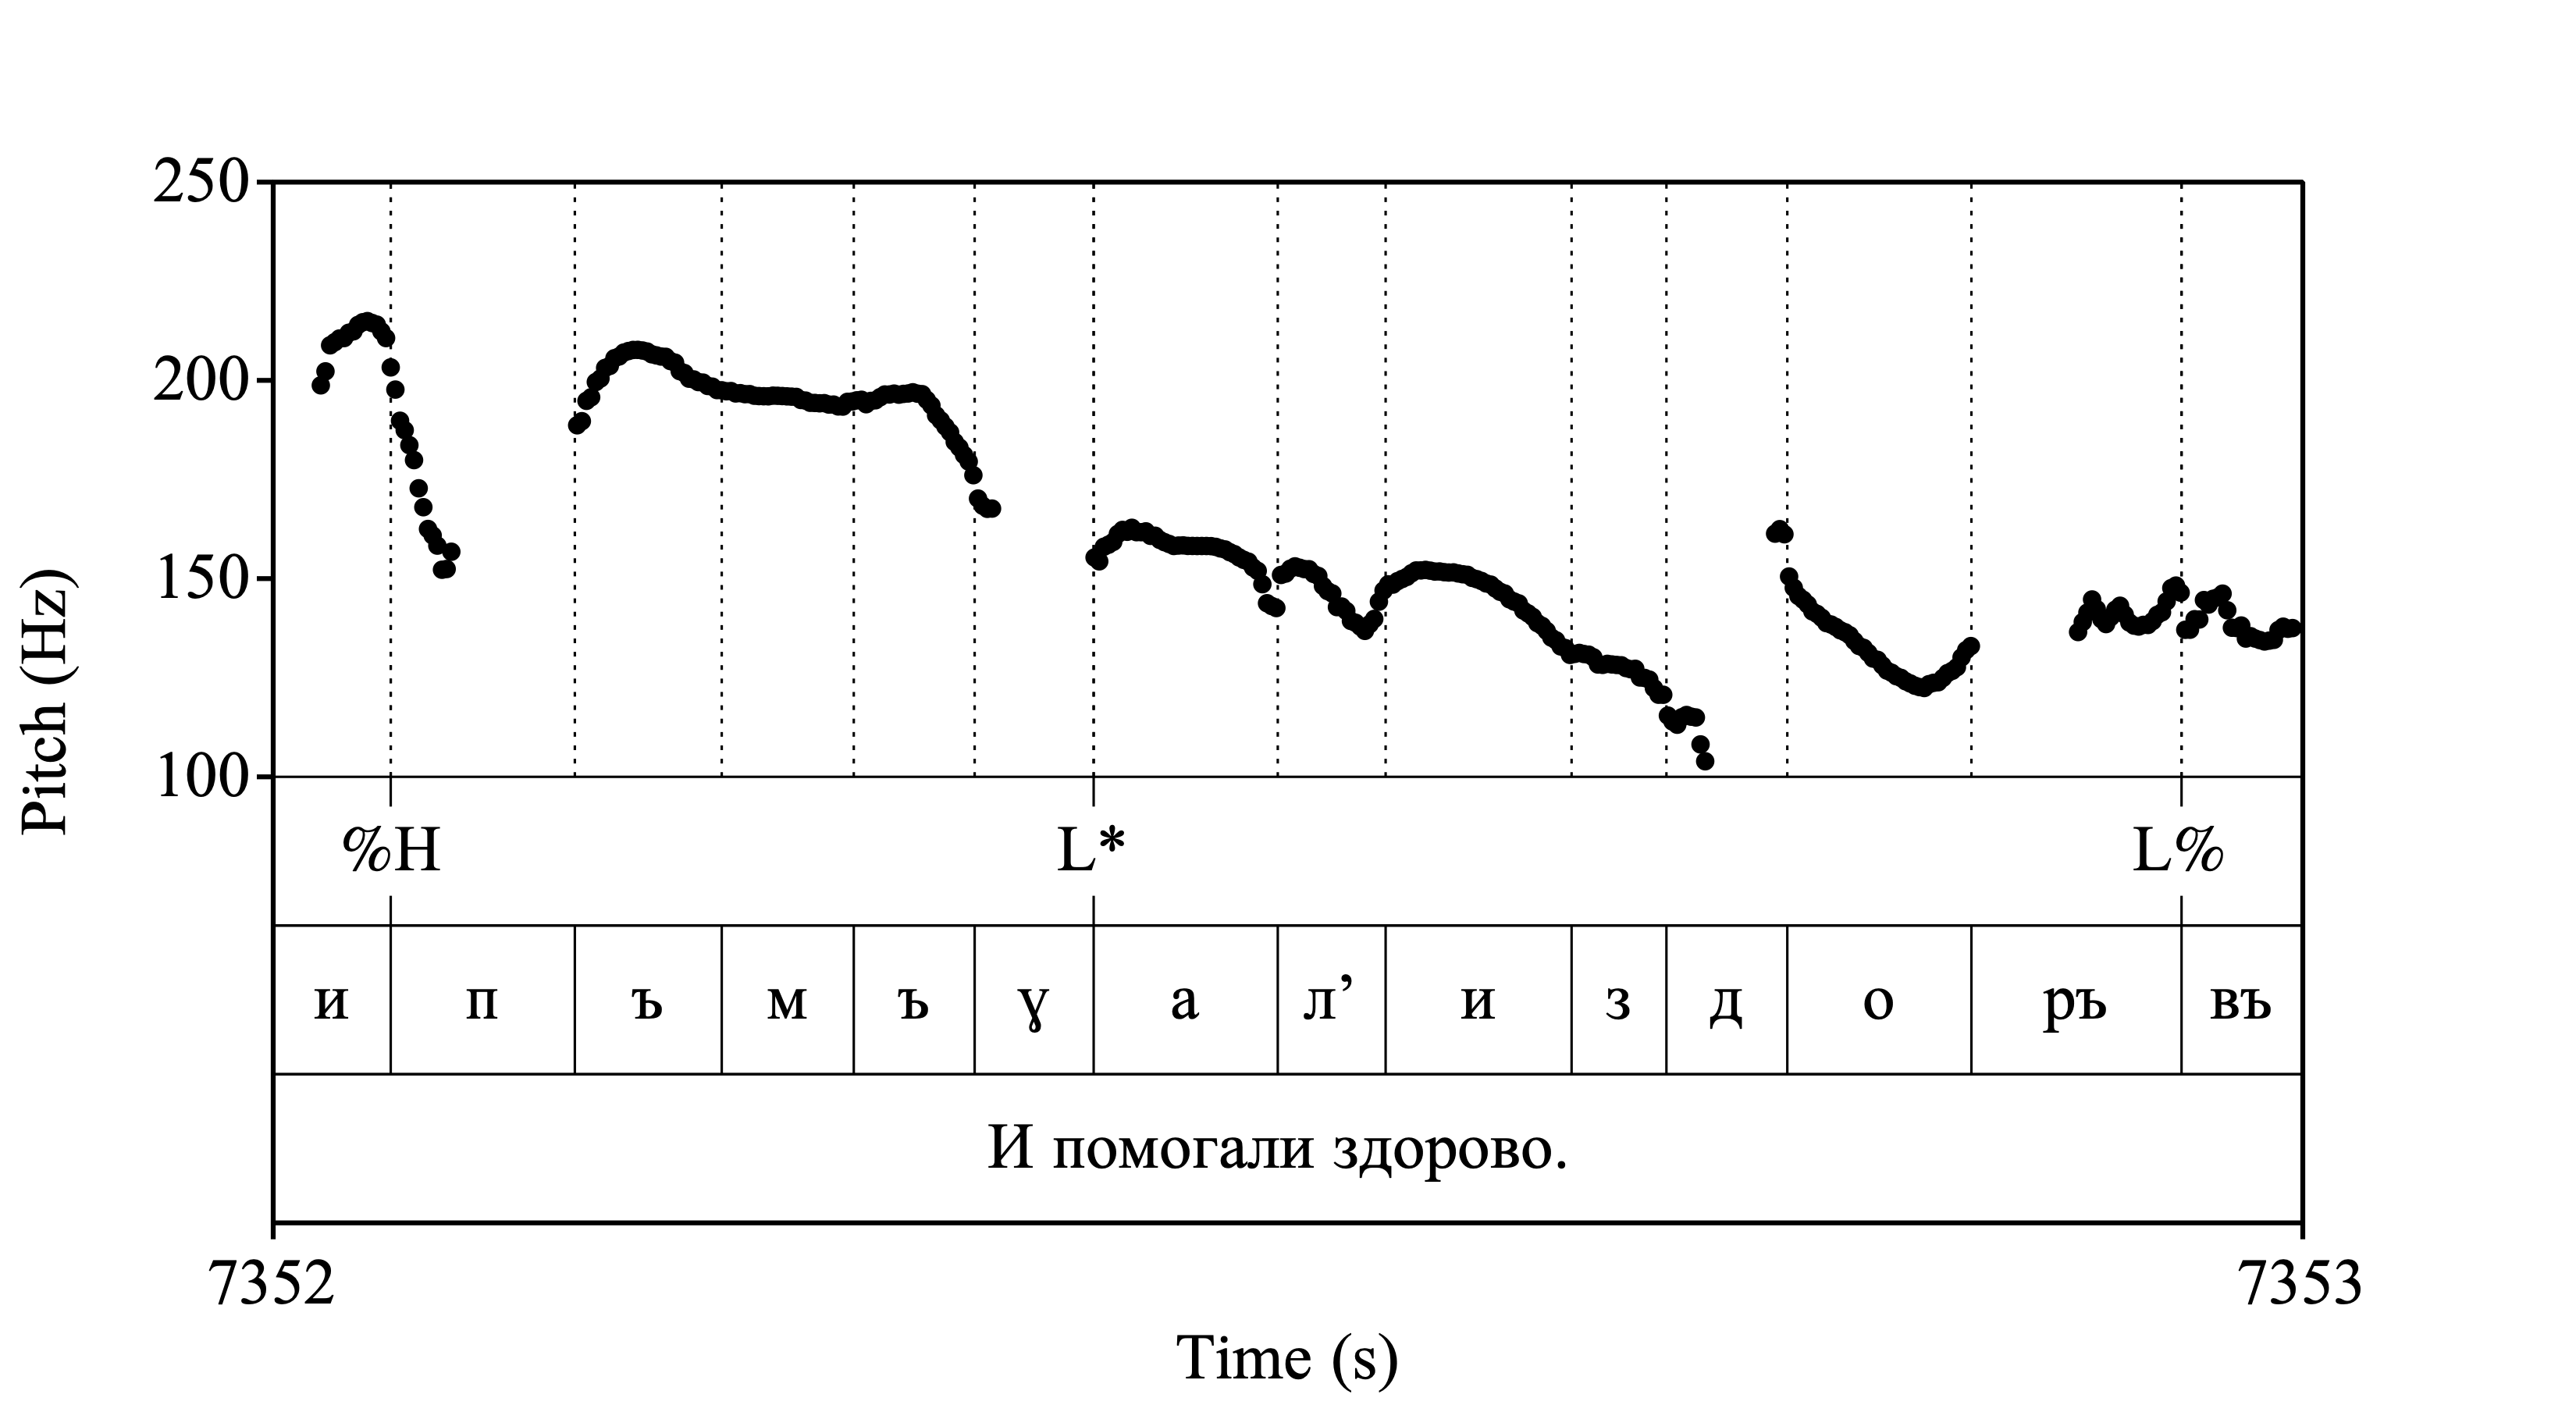 250
200
150
100
Pitch (Hz)
%H L* L%
и п ъ м ъ ɣ а л’ и з д о ръ въ
И помогали здорово.
7352 7353
Time (s)